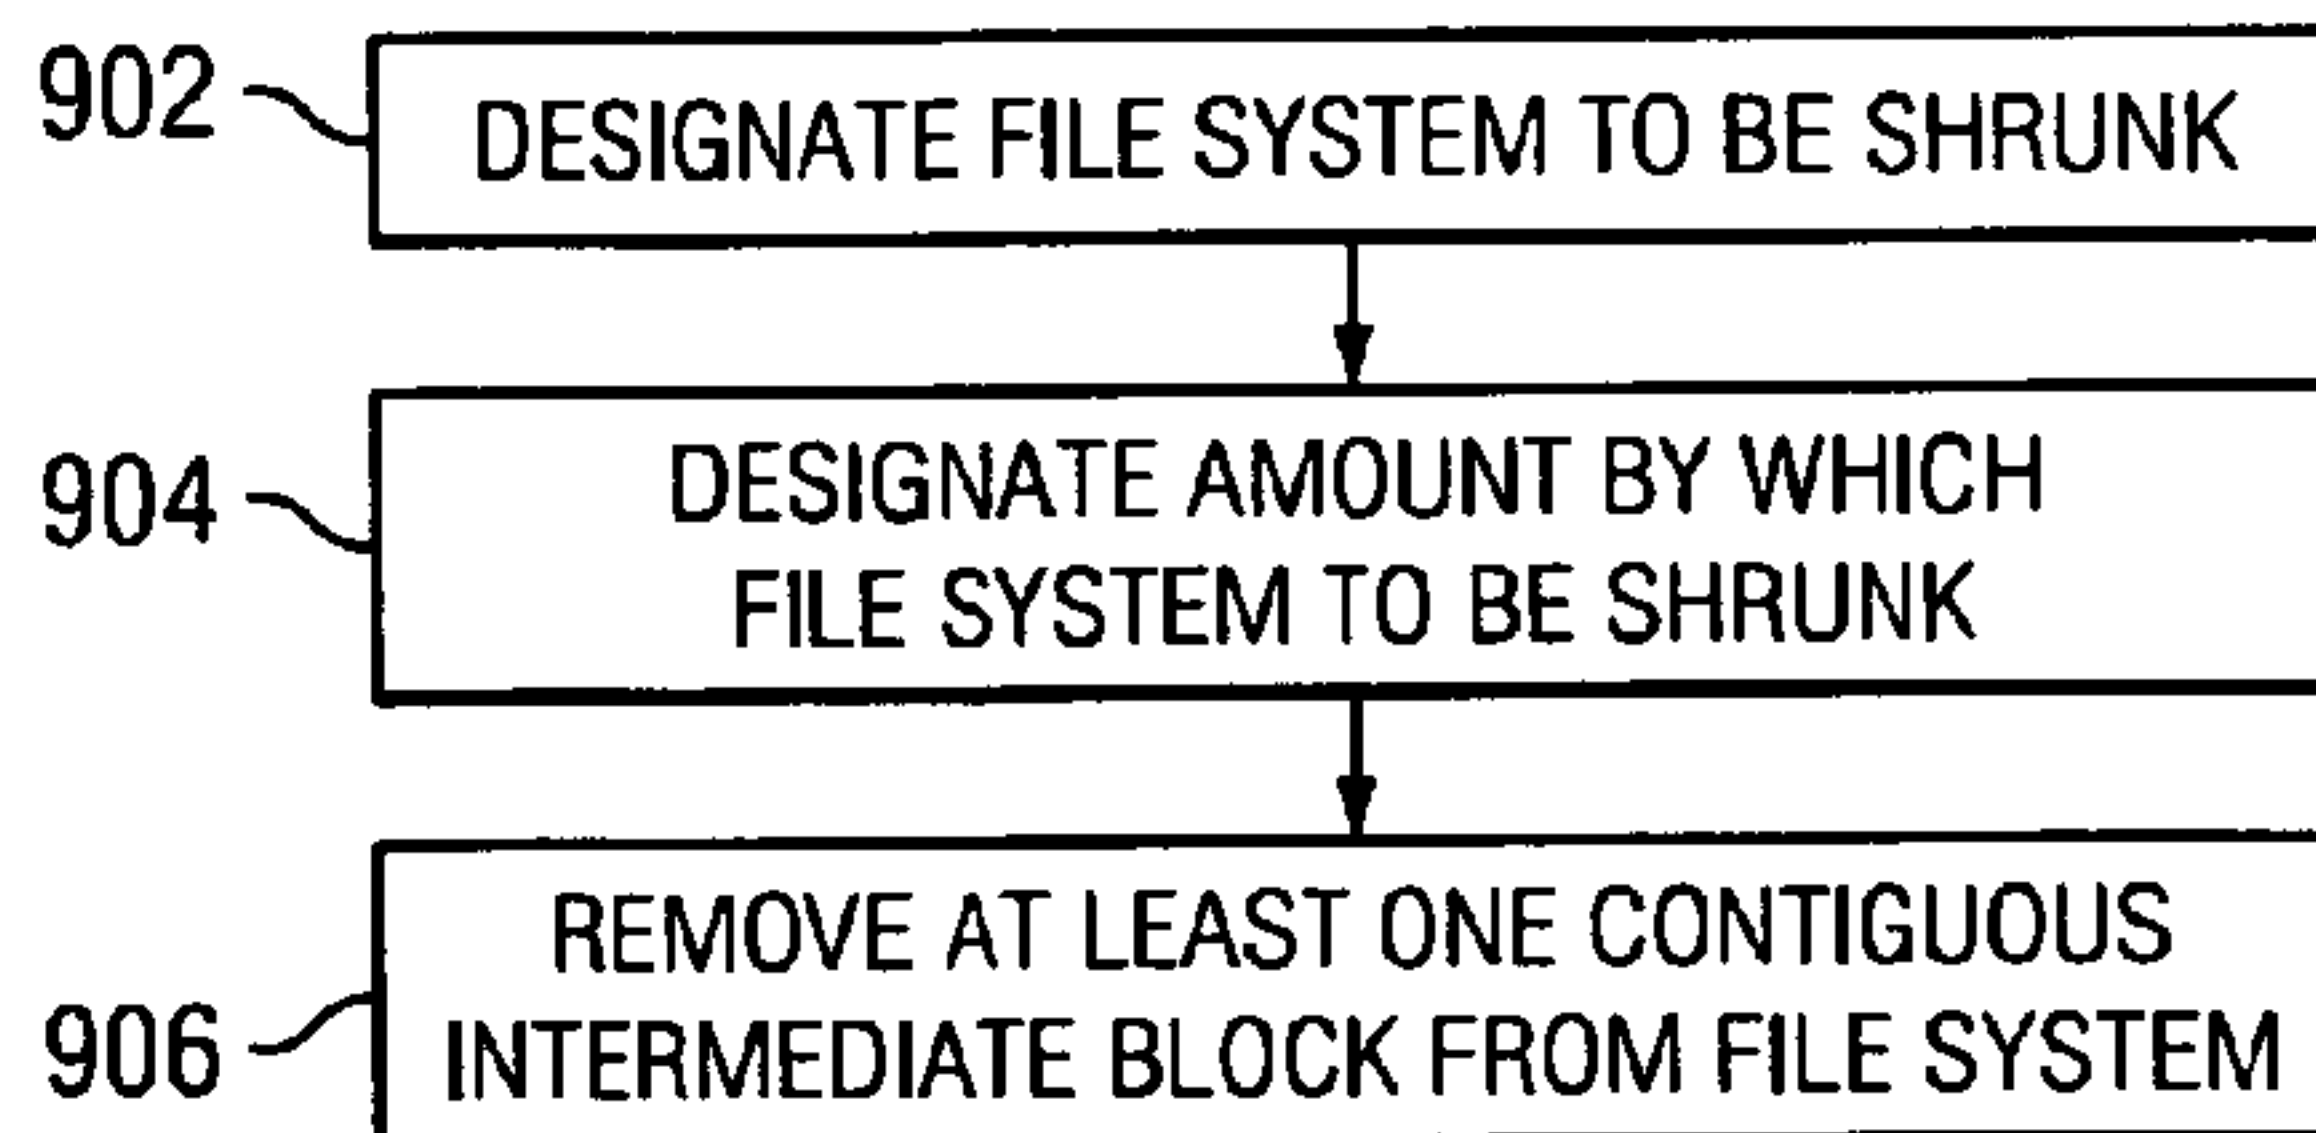 902
DESIGNATE FILE SYSTEM TO BE SHRUNK
904
DESIGNATE AMOUNT BY WHICH
FILE SYSTEM TO BE SHRUNK
906
REMOVE AT LEAST ONE CONTIGUOUS
INTERMEDIATE BLOCK FROM FILE SYSTEM